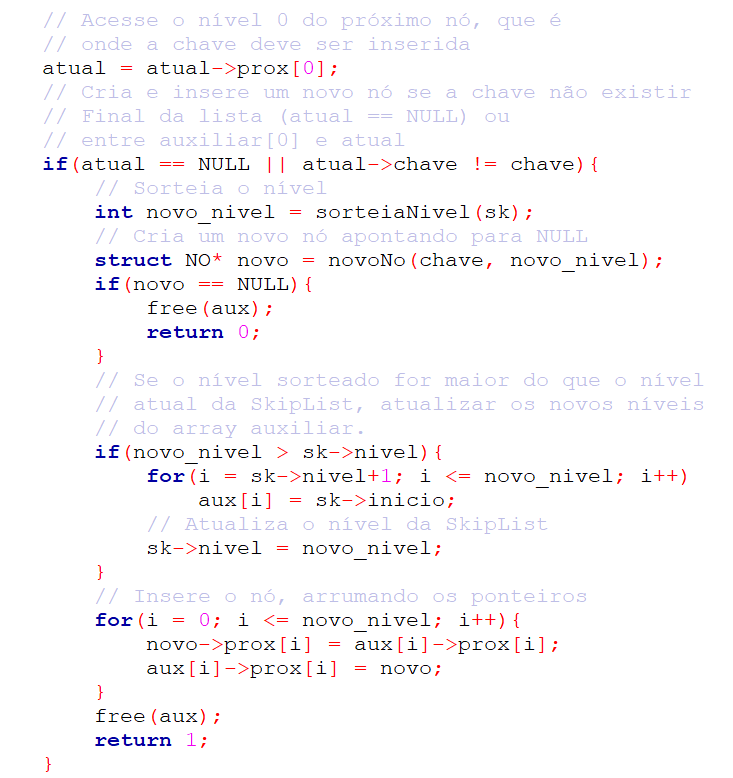 // Acesse o nível 0 do próximo nó, que é
// onde a chave deve ser inserida
atual = atual->prox[0];
// Cria e insere um novo nó se a chave não existir
// Final da lista (atual == NULL) ou
// entre auxiliar[0] e atual
if(atual == NULL || atual->chave != chave){
    // Sorteia o nível
    int novo_nivel = sorteiaNivel(sk);
    // Cria um novo nó apontando para NULL
    struct NO* novo = novoNo(chave, novo_nivel);
    if(novo == NULL){
        free(aux);
        return 0;
    }
    // Se o nível sorteado for maior do que o nível
    // atual da SkipList, atualizar os novos níveis
    // do array auxiliar.
    if(novo_nivel > sk->nivel){
        for(i = sk->nivel+1; i <= novo_nivel; i++)
            aux[i] = sk->inicio;
        // Atualiza o nível da SkipList
        sk->nivel = novo_nivel;
    }
    // Insere o nó, arrumando os ponteiros
    for(i = 0; i <= novo_nivel; i++){
        novo->prox[i] = aux[i]->prox[i];
        aux[i]->prox[i] = novo;
    }
    free(aux);
    return 1;
}